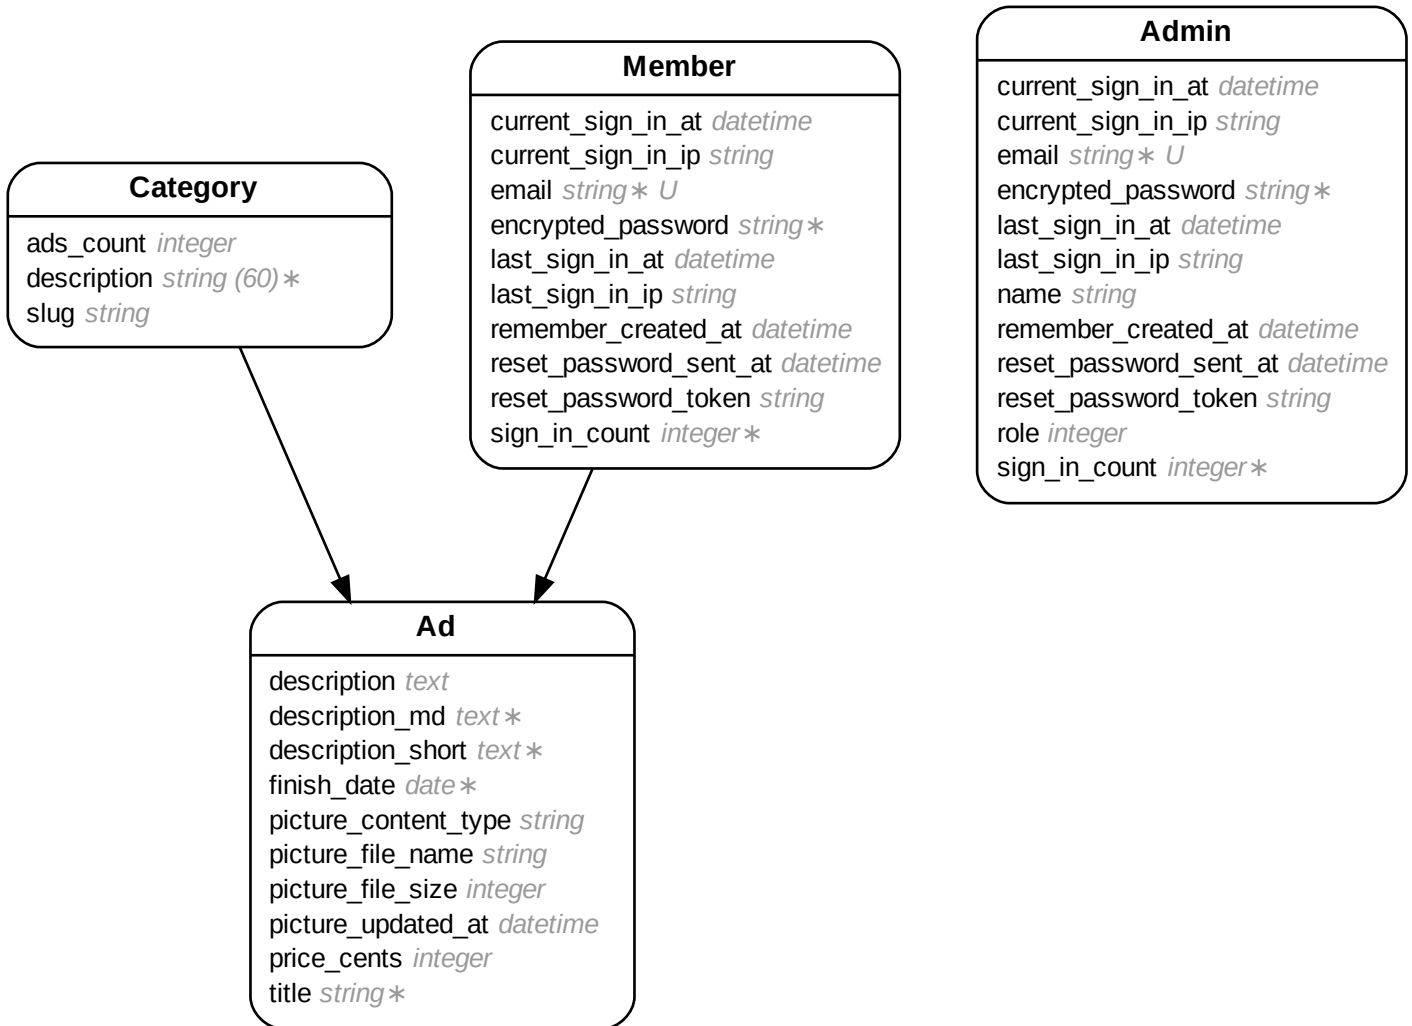 Category
ads_count integer
description string (60) ∗
slug string
Member
current_sign_in_at datetime
current_sign_in_ip string
email string ∗ U
encrypted_password string ∗
last_sign_in_at datetime
last_sign_in_ip string
remember_created_at datetime
reset_password_sent_at datetime
reset_password_token string
sign_in_count integer ∗
Admin
current_sign_in_at datetime
current_sign_in_ip string
email string ∗ U
encrypted_password string ∗
last_sign_in_at datetime
last_sign_in_ip string
name string
remember_created_at datetime
reset_password_sent_at datetime
reset_password_token string
role integer
sign_in_count integer ∗
Ad
description text
description_md text ∗
description_short text ∗
finish_date date ∗
picture_content_type string
picture_file_name string
picture_file_size integer
picture_updated_at datetime
price_cents integer
title string ∗